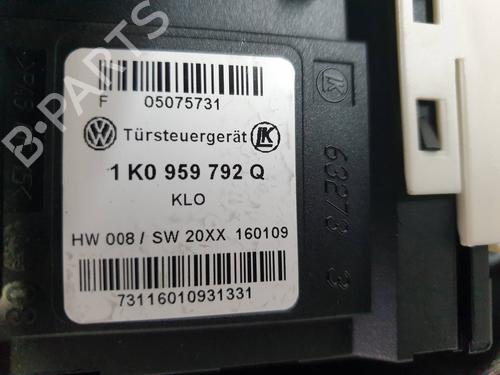 F 05075731
Türsteuergerät
1 K0 959 792 Q
KLO
HW 008 / SW 20XX 160109
73116010931331
63273 3
B-PARTS